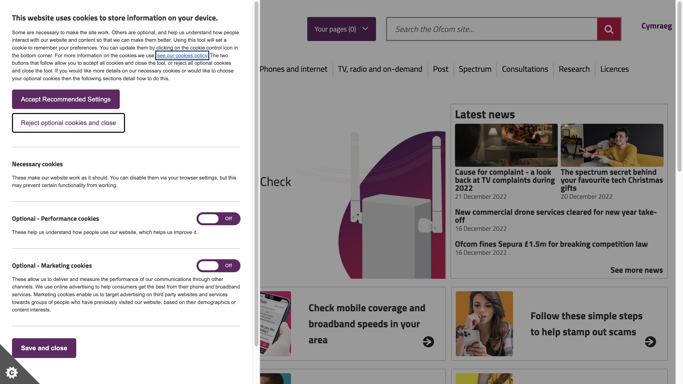 This website uses cookies to store information on your device.
Some are necessary to make the site work. Others are optional, and help us understand how people
interact with our website and content so that we can make them better. Using this tool will set a
cookie to remember your preferences. You can update them by clicking on the cookie control icon in
the bottom corner. For more information on the cookies we use, see our cookies policy. The two
buttons that follow allow you to accept all cookies and close the tool, or reject all optional cookies
and close the tool. If you would like more details on our necessary cookies or would like to choose
your optional cookies then the following sections detail how to do this.
Accept Recommended Settings
Reject optional cookies and close
Necessary cookies
These make our website work as it should. You can disable them via your browser settings, but this
may prevent certain functionality from working.
Optional - Performance cookies
Off
These help us understand how people use our website, which helps us improve it.
Optional - Marketing cookies
Off
These allow us to deliver and measure the performance of our communications through other
channels. We use online advertising to help consumers get the best from their phone and broadband
services. Marketing cookies enable us to target advertising on third party websites and services
towards groups of people who have previously visited our website, based on their demographics or
content interests.
Save and close
Your pages (0)
Search the Ofcom site...
Cymraeg
Phones and internet
TV, radio and on-demand
Post
Spectrum
Consultations
Research
Licences
Check
Latest news
Cause for complaint - a look
back at TV complaints during
2022
21 December 2022
The spectrum secret behind
your favourite tech Christmas
gifts
20 December 2022
New commercial drone services cleared for new year take-
off
16 December 2022
Ofcom fines Sepura £1.5m for breaking competition law
16 December 2022
See more news
Check mobile coverage and
broadband speeds in your
area
Follow these simple steps
to help stamp out scams